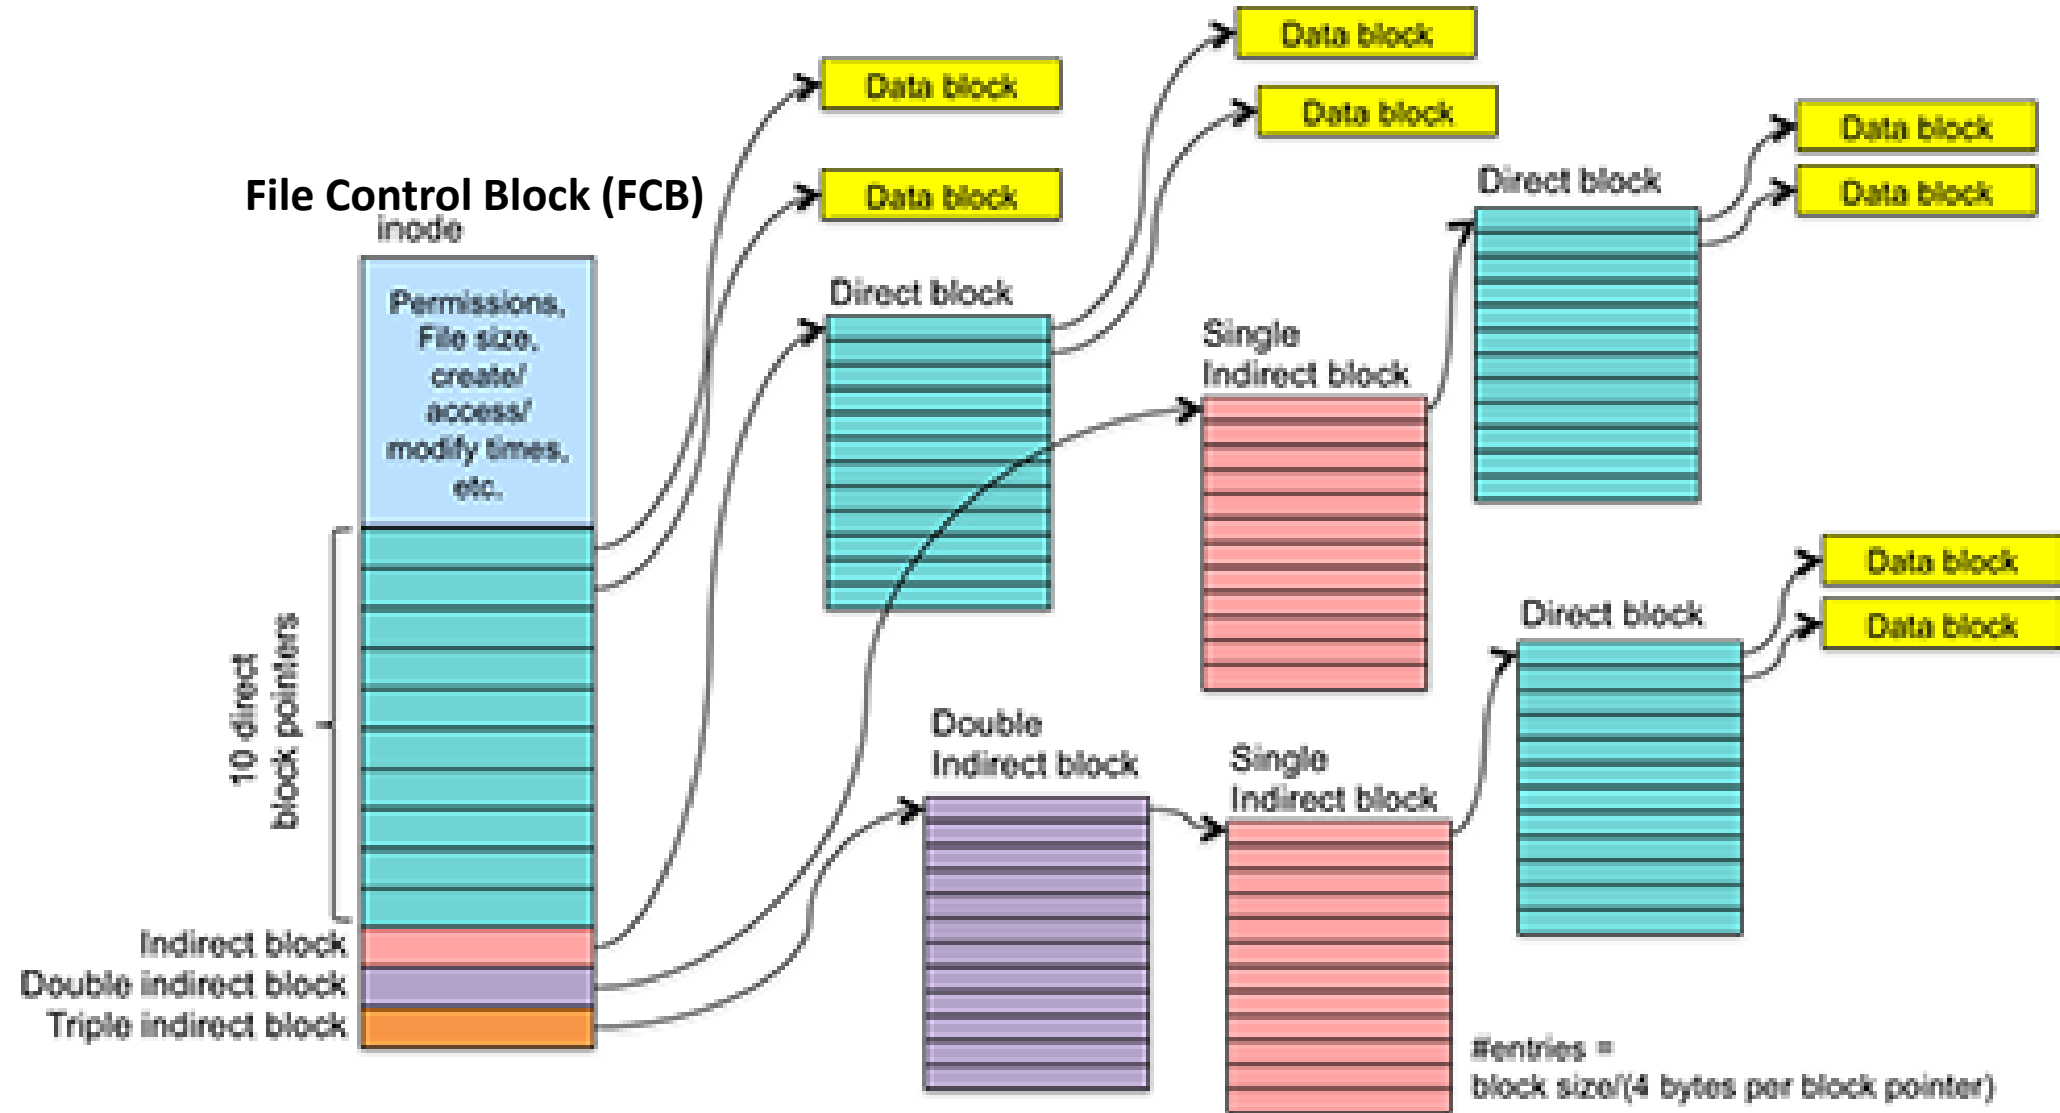 File Control Block (FCB)
inode
Permissions,
File size,
create/
access/
modify times,
etc.
10 direct
block pointers
Indirect block
Double indirect block
Triple indirect block
Data block
Data block
Direct block
Data block
Data block
Single
Indirect block
Direct block
Data block
Data block
Double
Indirect block
Single
Indirect block
Direct block
Data block
Data block
#entries =
block size/(4 bytes per block pointer)